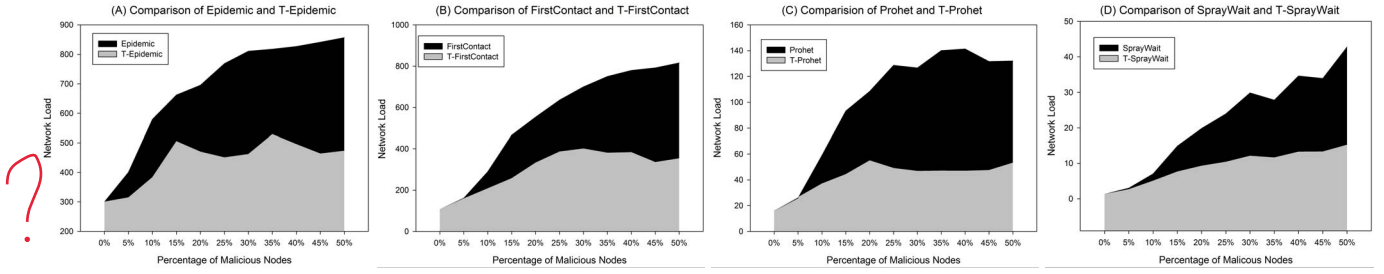 (A) Comparison of Epidemic and T-Epidemic
Network Load
900
800
700
600
500
400
300
200
Epidemic
T-Epidemic
0% 5% 10% 15% 20% 25% 30% 35% 40% 45% 50%
Percentage of Malicious Nodes
?
(B) Comparison of FirstContact and T-FirstContact
Network Load
1000
800
600
400
200
0
FirstContact
T-FirstContact
0% 5% 10% 15% 20% 25% 30% 35% 40% 45% 50%
Percentage of Malicious Nodes
(C) Comparision of Prohet and T-Prohet
Network Load
160
140
120
100
80
60
40
20
0
Prohet
T-Prohet
0% 5% 10% 15% 20% 25% 30% 35% 40% 45% 50%
Percentage of Malicious Nodes
(D) Comparison of SprayWait and T-SprayWait
Network Load
50
40
30
20
10
0
SprayWait
T-SprayWait
0% 5% 10% 15% 20% 25% 30% 35% 40% 45% 50%
Percentage of Malicious Nodes